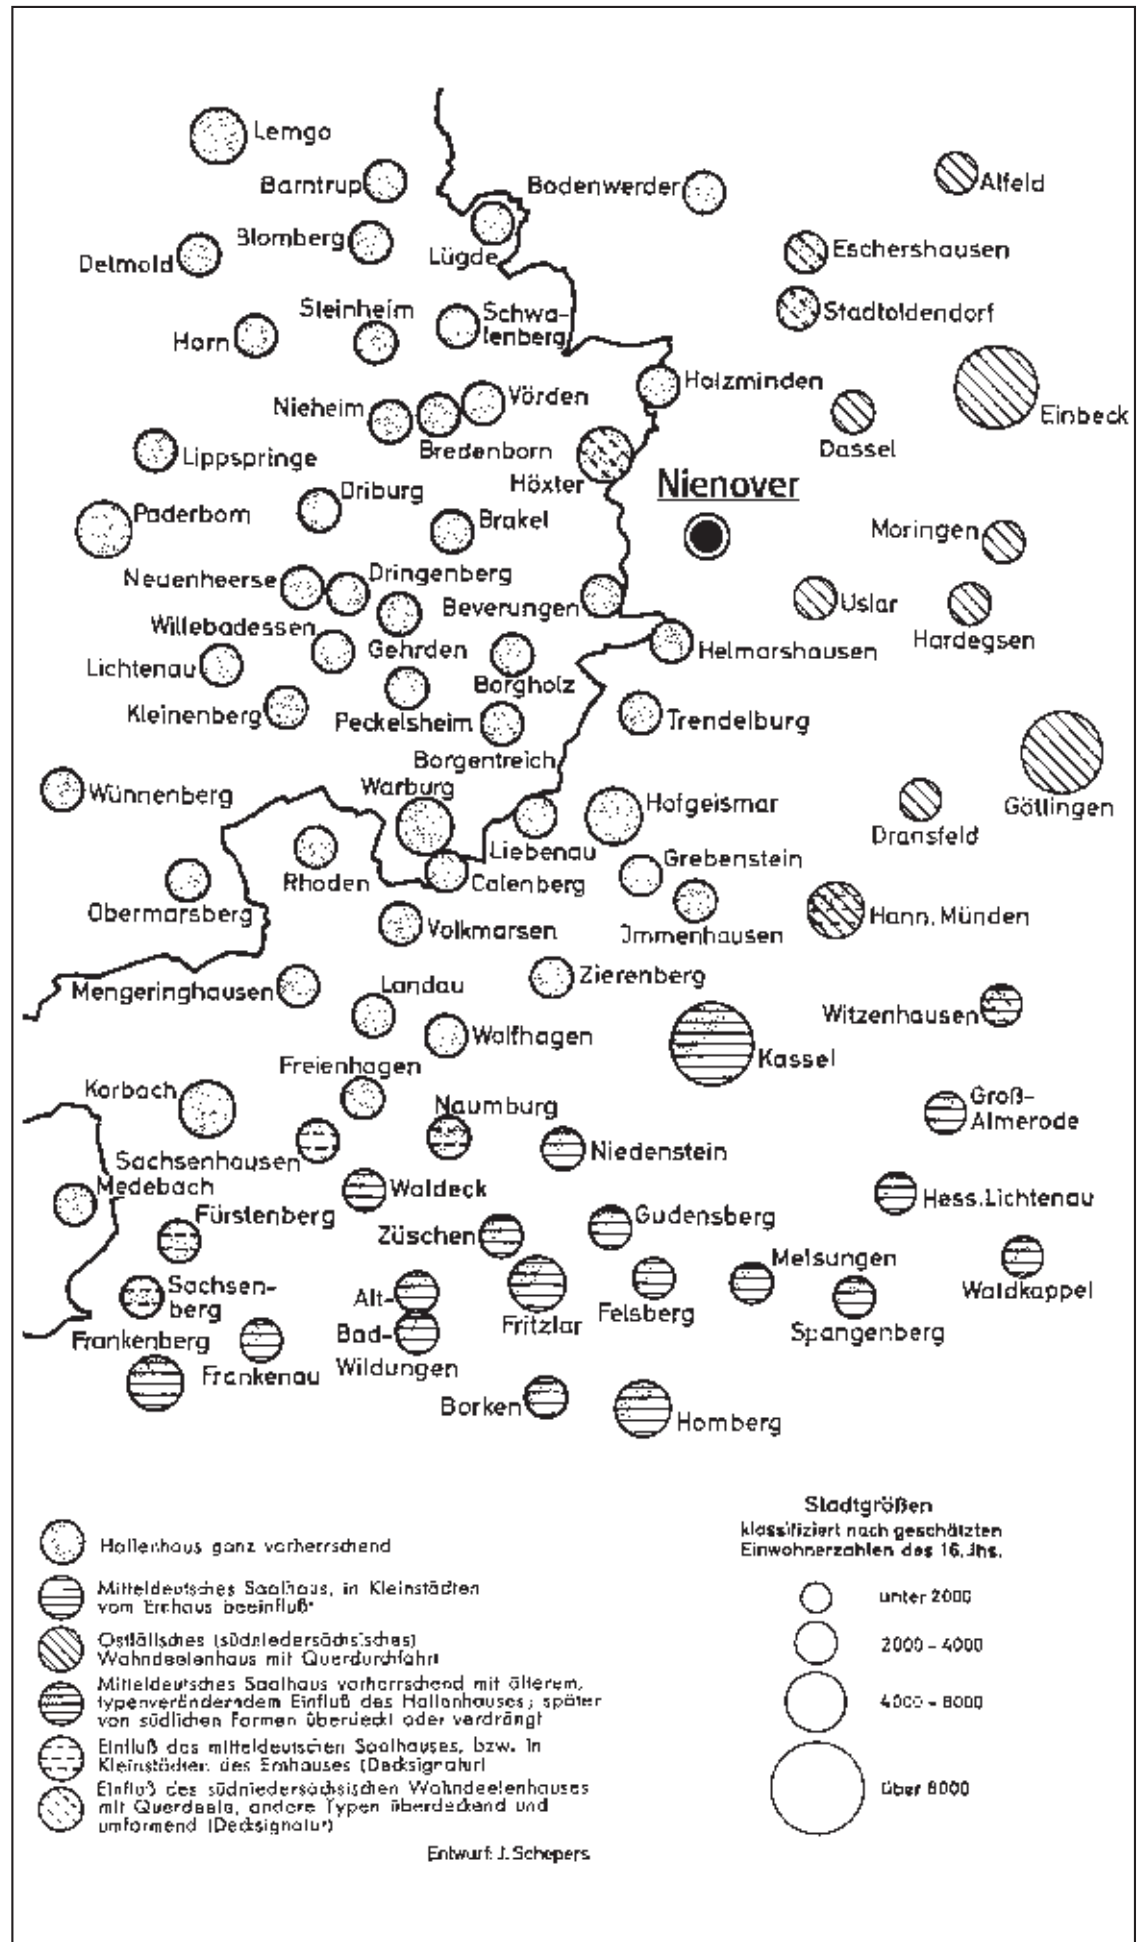 Lemgo
Barntrup
Bodenwerder
Alfeld
Blomberg
Detmold
Lügde
Eschershausen
Steinheim
Schwa-
lenberg
Stadtoldendorf
Horn
Holzminden
Nieheim
Vörden
Einbeck
Bredenborn
Dassel
Lippspringe
Höxter
Nienover
Driburg
Paderborn
Brakel
Moringen
Neuenheerse
Dringenberg
Beverungen
Uslar
Willebadessen
Gehrden
Hardegsen
Lichtenau
Helmarshausen
Borgholz
Kleinenberg
Peckelsheim
Trendelburg
Borgentreich
Warburg
Wünnenberg
Hofgeismar
Göttingen
Liebenau
Dransfeld
Grebenstein
Rhoden
Calenberg
Obermarsberg
Hann. Münden
Volkmarsen
Immenhausen
Zierenberg
Mengeringhausen
Landau
Witzenhausen
Wolfhagen
Kassel
Freienhagen
Korbach
Naumburg
Groß-
Almerode
Niedenstein
Sachsenhausen
Medebach
Waldeck
Hess. Lichtenau
Fürstenberg
Gudensberg
Züschen
Melsungen
Sachsen-
berg
Waldkappel
Alt-
Felsberg
Fritzlar
Spangenberg
Frankenberg
Bad-
Wildungen
Frankenau
Borken
Homberg
Hallenhaus ganz vorherrschend
Mitteldeutsches Saalhaus, in Kleinstädten
vom Ernhaus beeinflußt
Ostfälisches (südniedersächsisches)
Wohndeelenhaus mit Querdurchfahrt
Mitteldeutsches Saalhaus vorherrschend mit älterem,
typenveränderndem Einfluß des Hallenhauses; später
von südlichen Formen überdeckt oder verdrängt
Einfluß des mitteldeutschen Saalhauses, bzw. in
Kleinstädten des Ernhauses (Decksignatur)
Einfluß des südniedersächsischen Wohndeelenhauses
mit Querdeele, andere Typen überdeckend und
umformend (Decksignatur)
Entwurf: J. Schepers
Stadtgrößen
klassifiziert nach geschätzten
Einwohnerzahlen des 16. Jhs.
unter 2000
2000 - 4000
4000 - 8000
über 8000